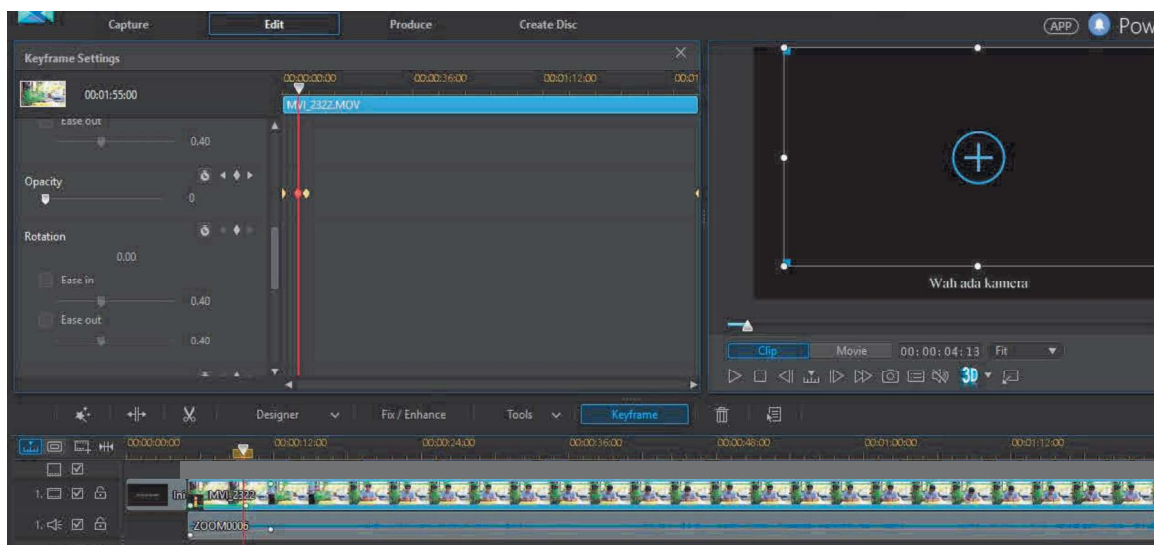 Capture Edit Produce Create Disc APP Pow
Keyframe Settings
00:00:00:00 00:00:36:00 00:01:12:00 00:01
00:01:55:00
MVI_2322.MOV
Ease out
0.40
Opacity
0
Rotation
0.00
Ease in
0.40
Ease out
0.40
Wah ada kamera
Clip Movie 00:00:04:13 Fit
3D
Designer Fix / Enhance Tools Keyframe
00:00:00:00 00:00:12:00 00:00:24:00 00:00:36:00 00:00:48:00 00:01:00:00 00:01:12:00
1. MVI_2322
1. ZOOM0006